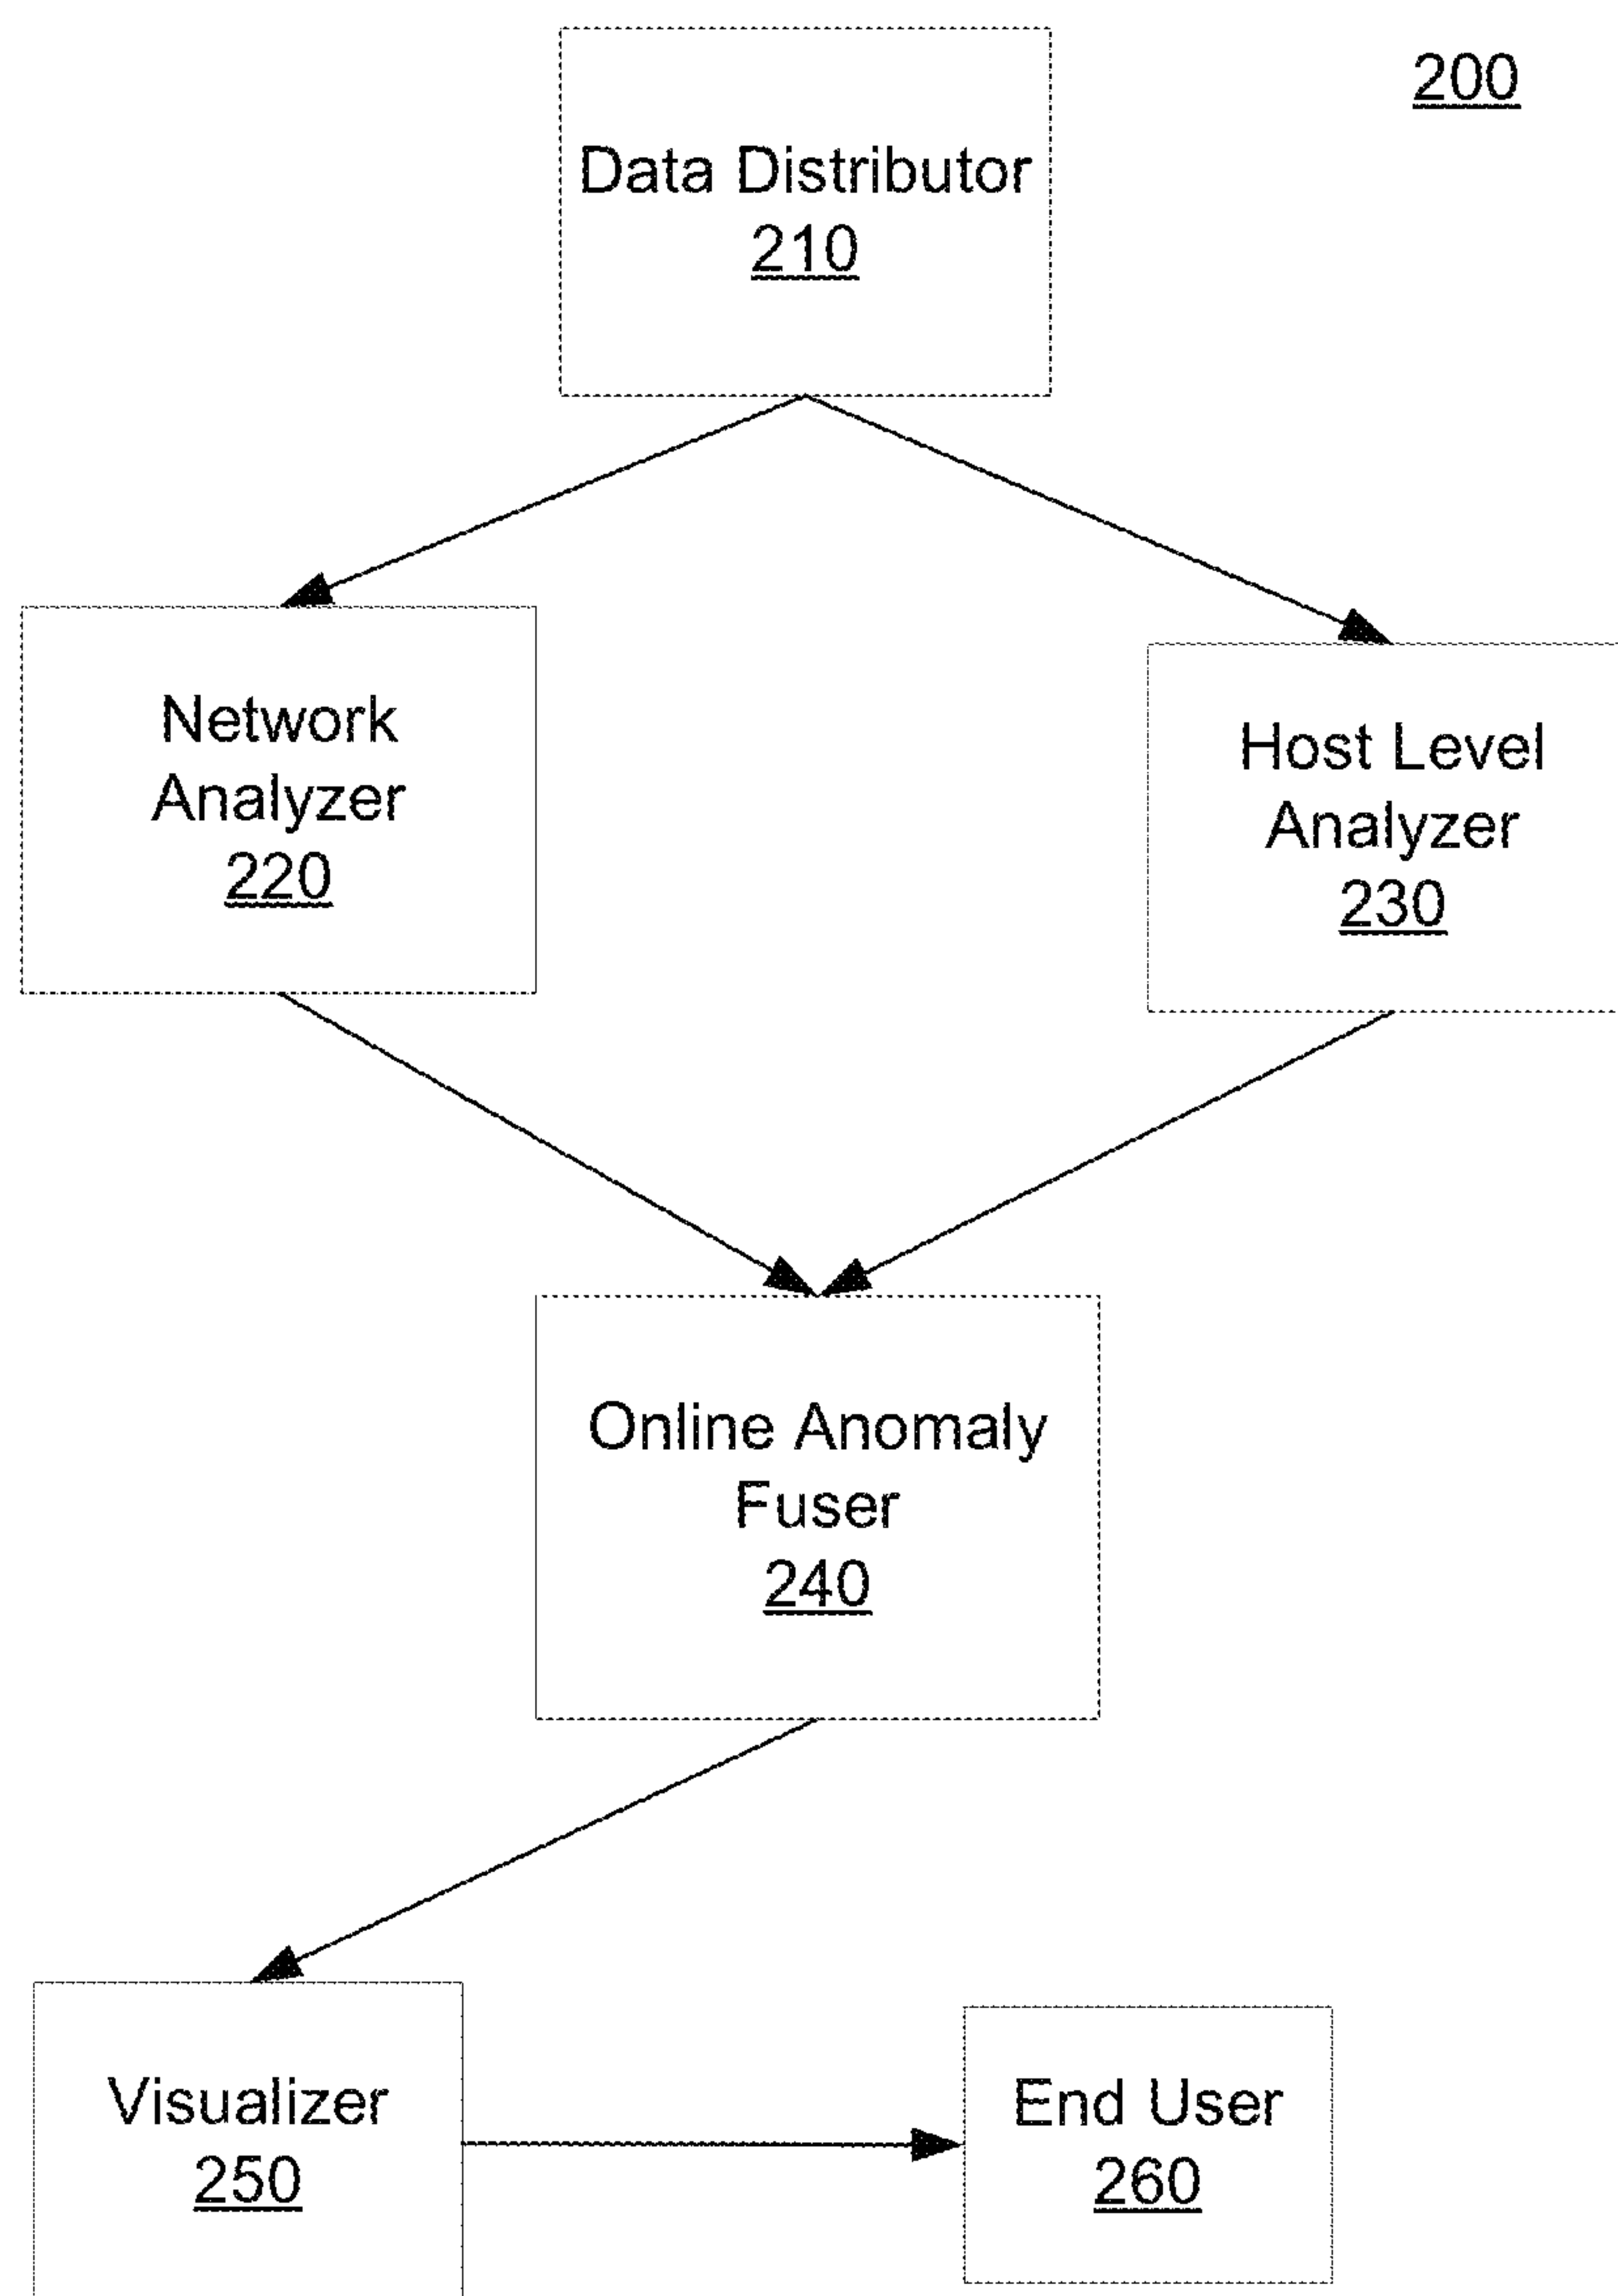 200
Data Distributor
210
Network
Analyzer
220
Host Level
Analyzer
230
Online Anomaly
Fuser
240
Visualizer
250
End User
260